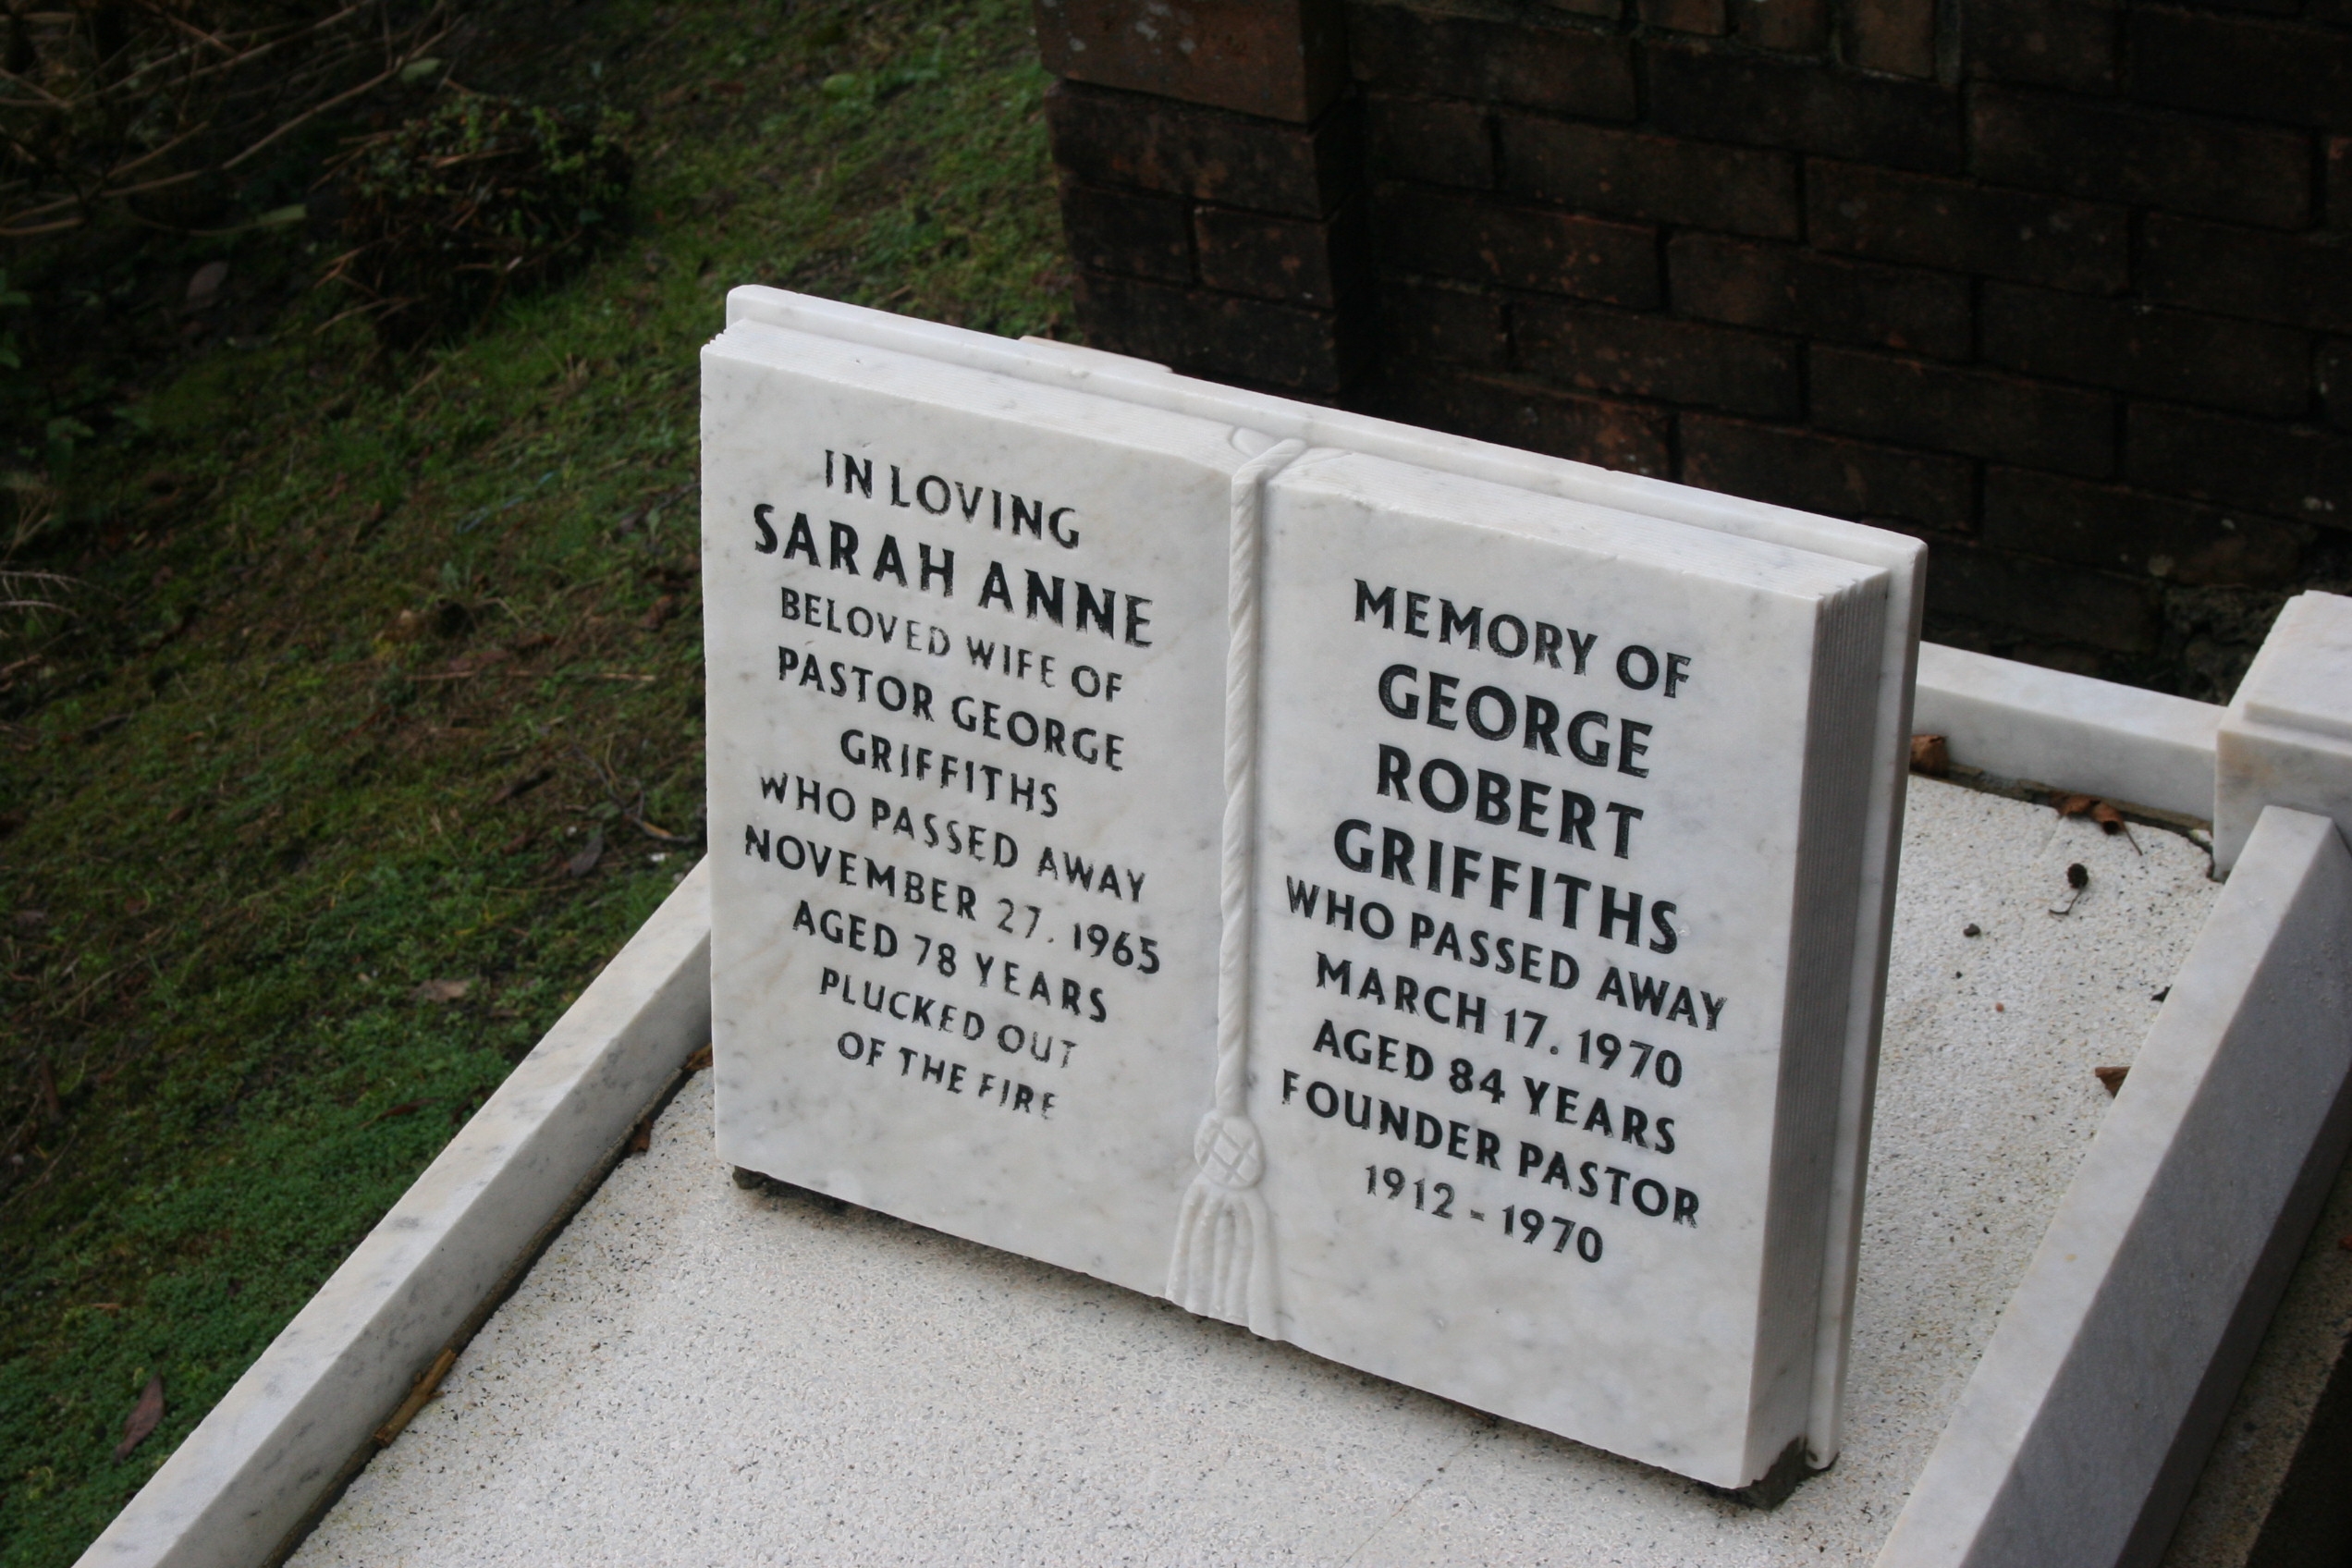 IN LOVING
SARAH ANNE
BELOVED WIFE OF
PASTOR GEORGE
GRIFFITHS
WHO PASSED AWAY
NOVEMBER 27. 1965
AGED 78 YEARS
PLUCKED OUT
OF THE FIRE
MEMORY OF
GEORGE
ROBERT
GRIFFITHS
WHO PASSED AWAY
MARCH 17. 1970
AGED 84 YEARS
FOUNDER PASTOR
1912 - 1970